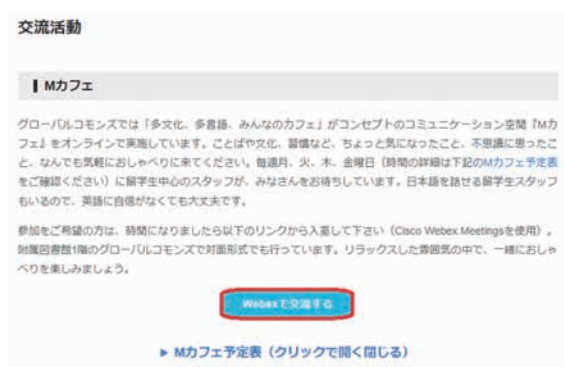 交流活動
Mカフェ
グローバルコモンズでは「多文化、多言語、みんなのカフェ」がコンセプトのコミュニケーション空間『Mカ
フェ』をオンラインで実施しています。ことばや文化、習慣など、ちょっと気になったこと、不思議に思ったこ
と、なんでも気軽におしゃべりに来てください。毎週月、火、木、金曜日（時間の詳細は下記のMカフェ予定表
をご確認ください）に留学生中心のスタッフが、みなさんをお待ちしています。日本語を話せる留学生スタッフ
もいるので、英語に自信がなくても大丈夫です。
参加をご希望の方は、時間になりましたら以下のリンクから入室して下さい（Cisco Webex Meetingsを使用）。
附属図書館1階のグローバルコモンズで対面形式でも行っています。リラックスした雰囲気の中で、一緒におしゃ
べりを楽しみましょう。
Webexで交流する
► Mカフェ予定表（クリックで開く閉じる）